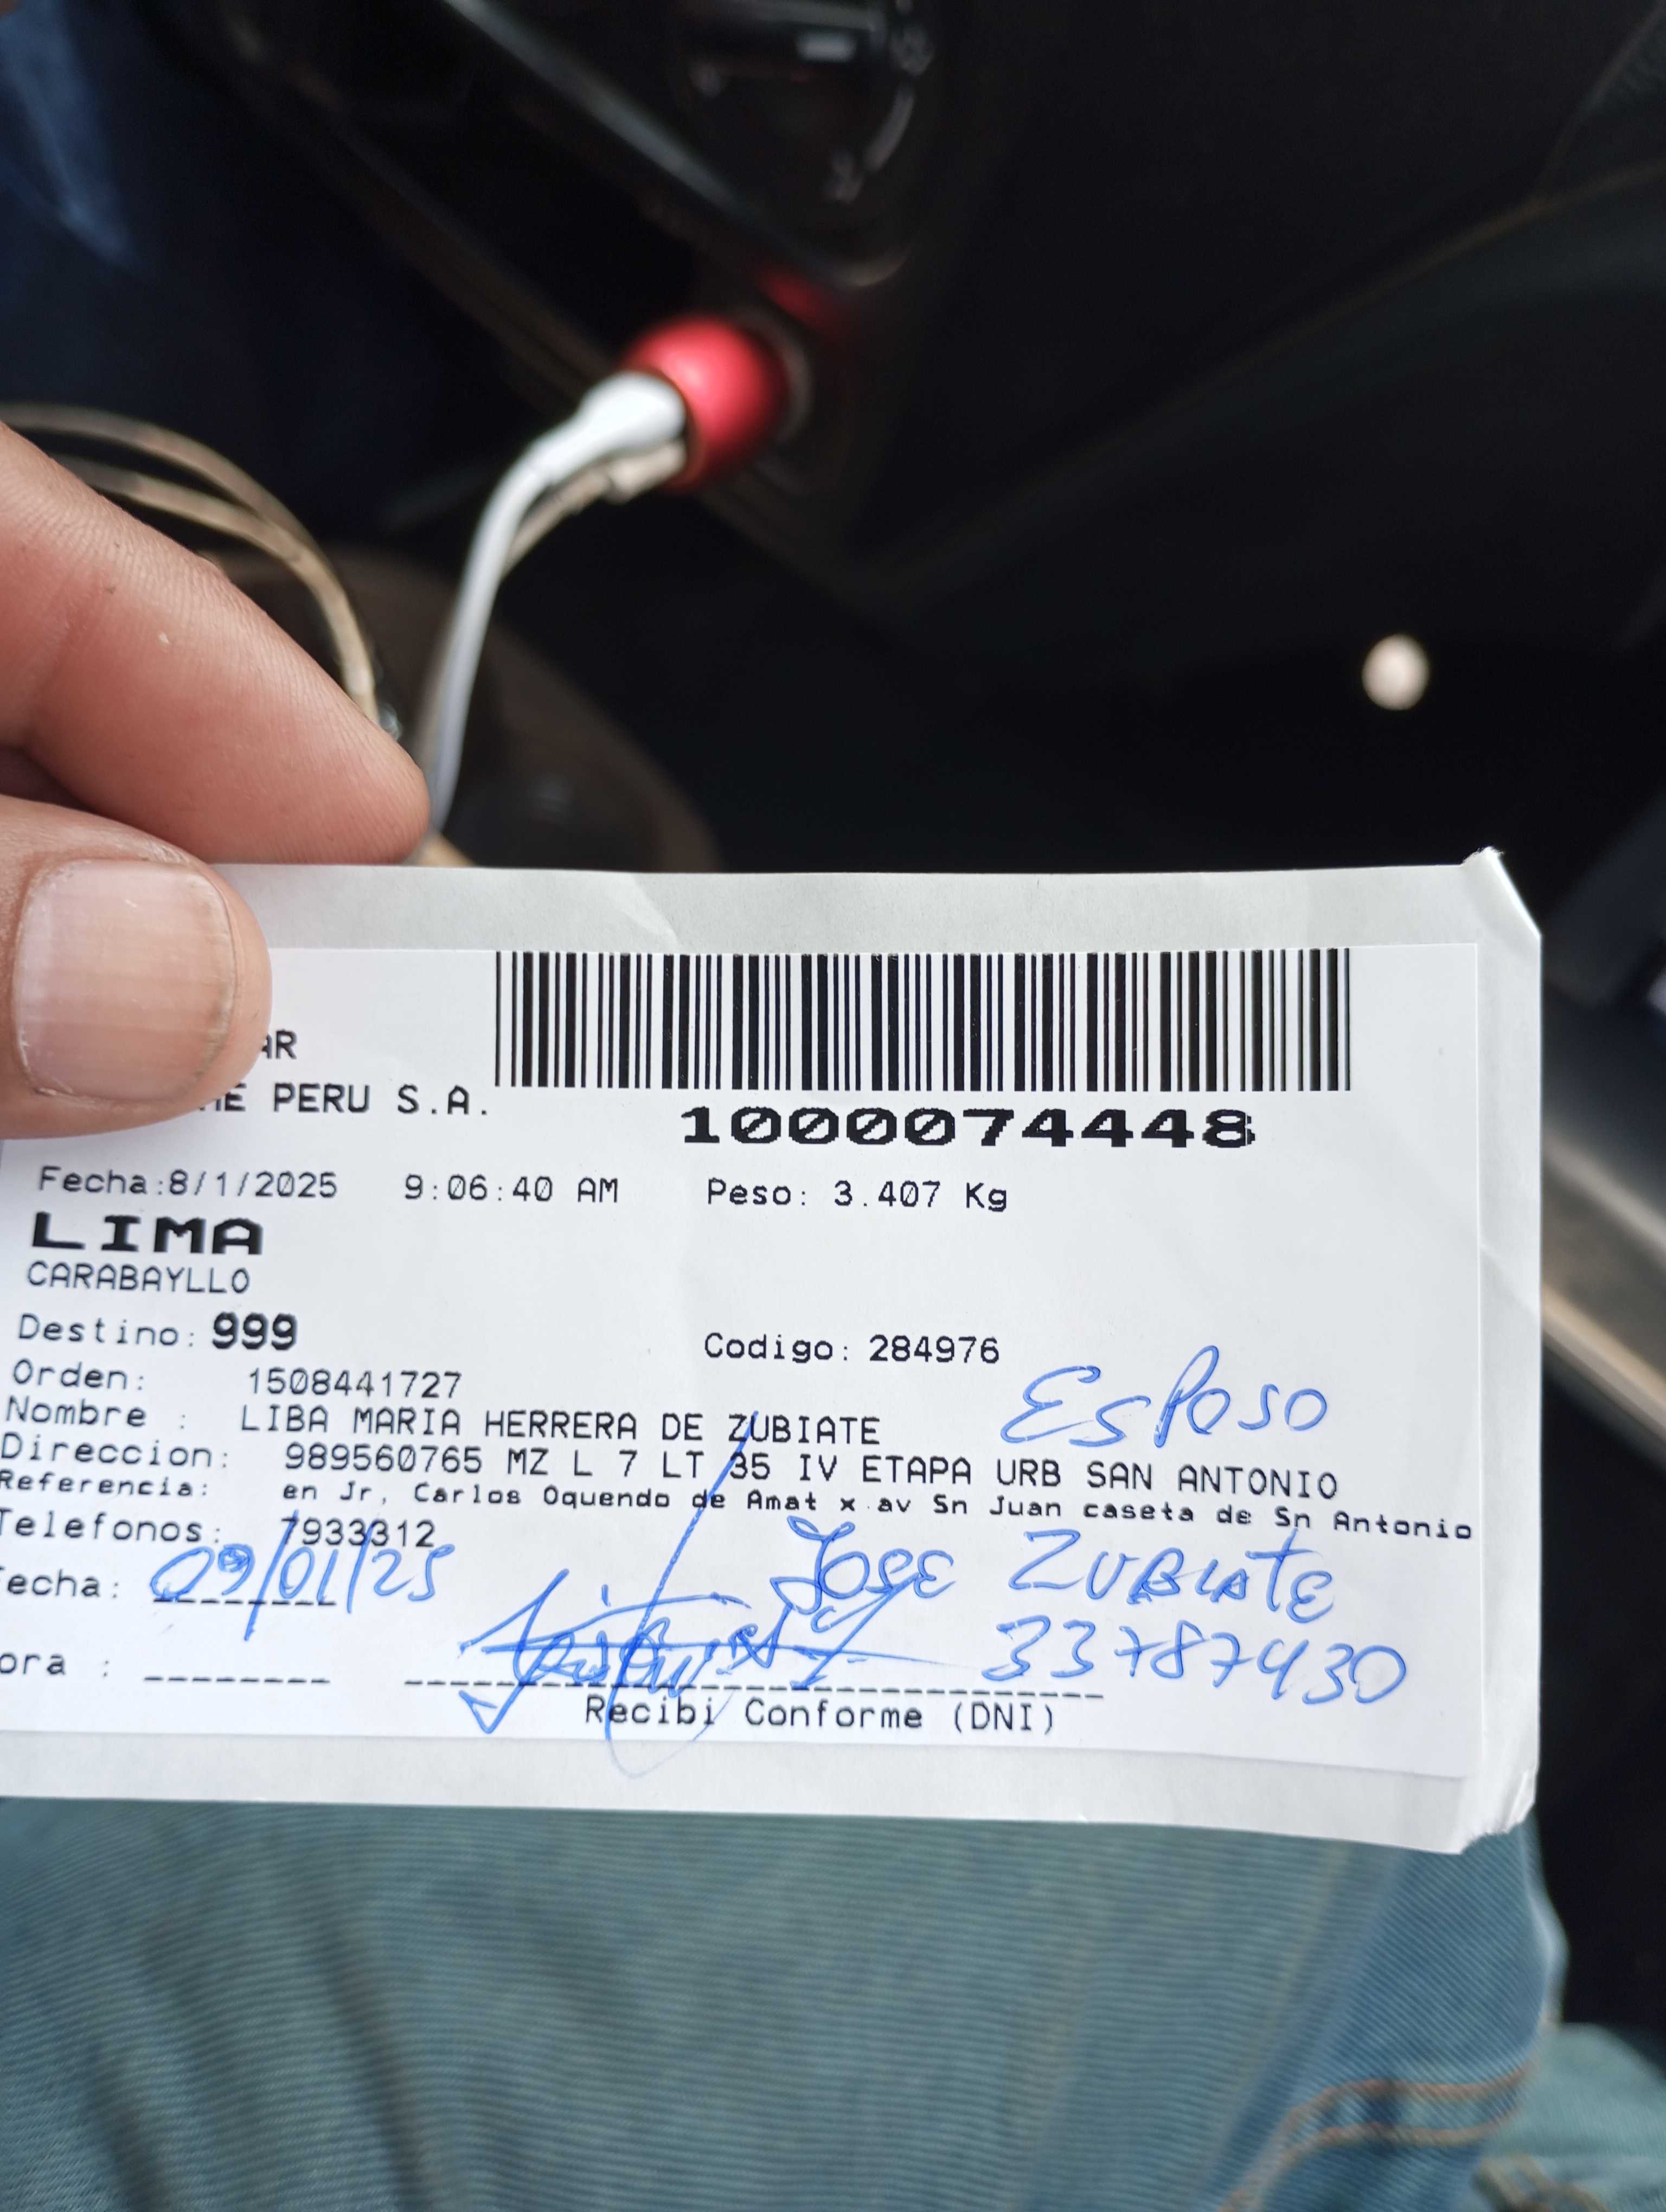 AR
ME PERU S.A.
1000074448
Fecha:8/1/2025 9:06:40 AM Peso: 3.407 Kg
LIMA
CARABAYLLO
Destino: 999 Codigo: 284976
Orden: 1508441727
Esposo
Nombre : LIBA MARIA HERRERA DE ZUBIATE
Direccion: 989560765 MZ L 7 LT 35 IV ETAPA URB SAN ANTONIO
Referencia: en Jr, Carlos Oquendo de Amat x av Sn Juan caseta de Sn Antonio
Telefonos: 7933312
echa: 09/01/25 Jose ZUBIATE
ora : 33787430
Recibi Conforme (DNI)